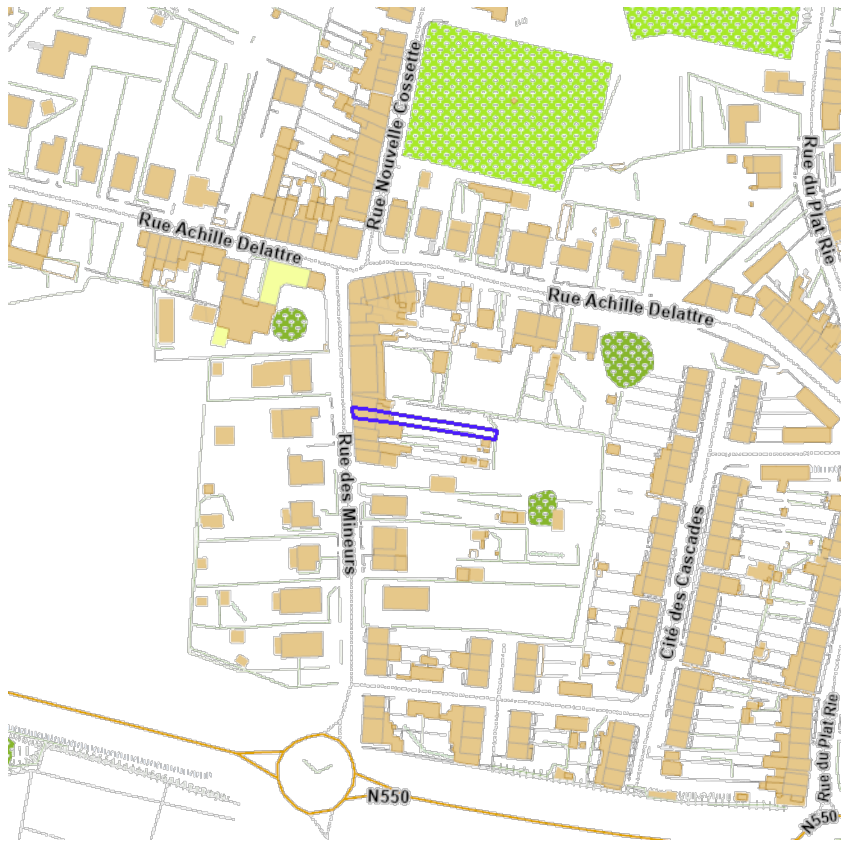 Rue Nouvelle Cossette
Rue du Plat Rie
Rue Achille Delattre
Rue Achille Delattre
Rue des Mineurs
Cité des Cascades
Rue du Plat Rie
N550
N550